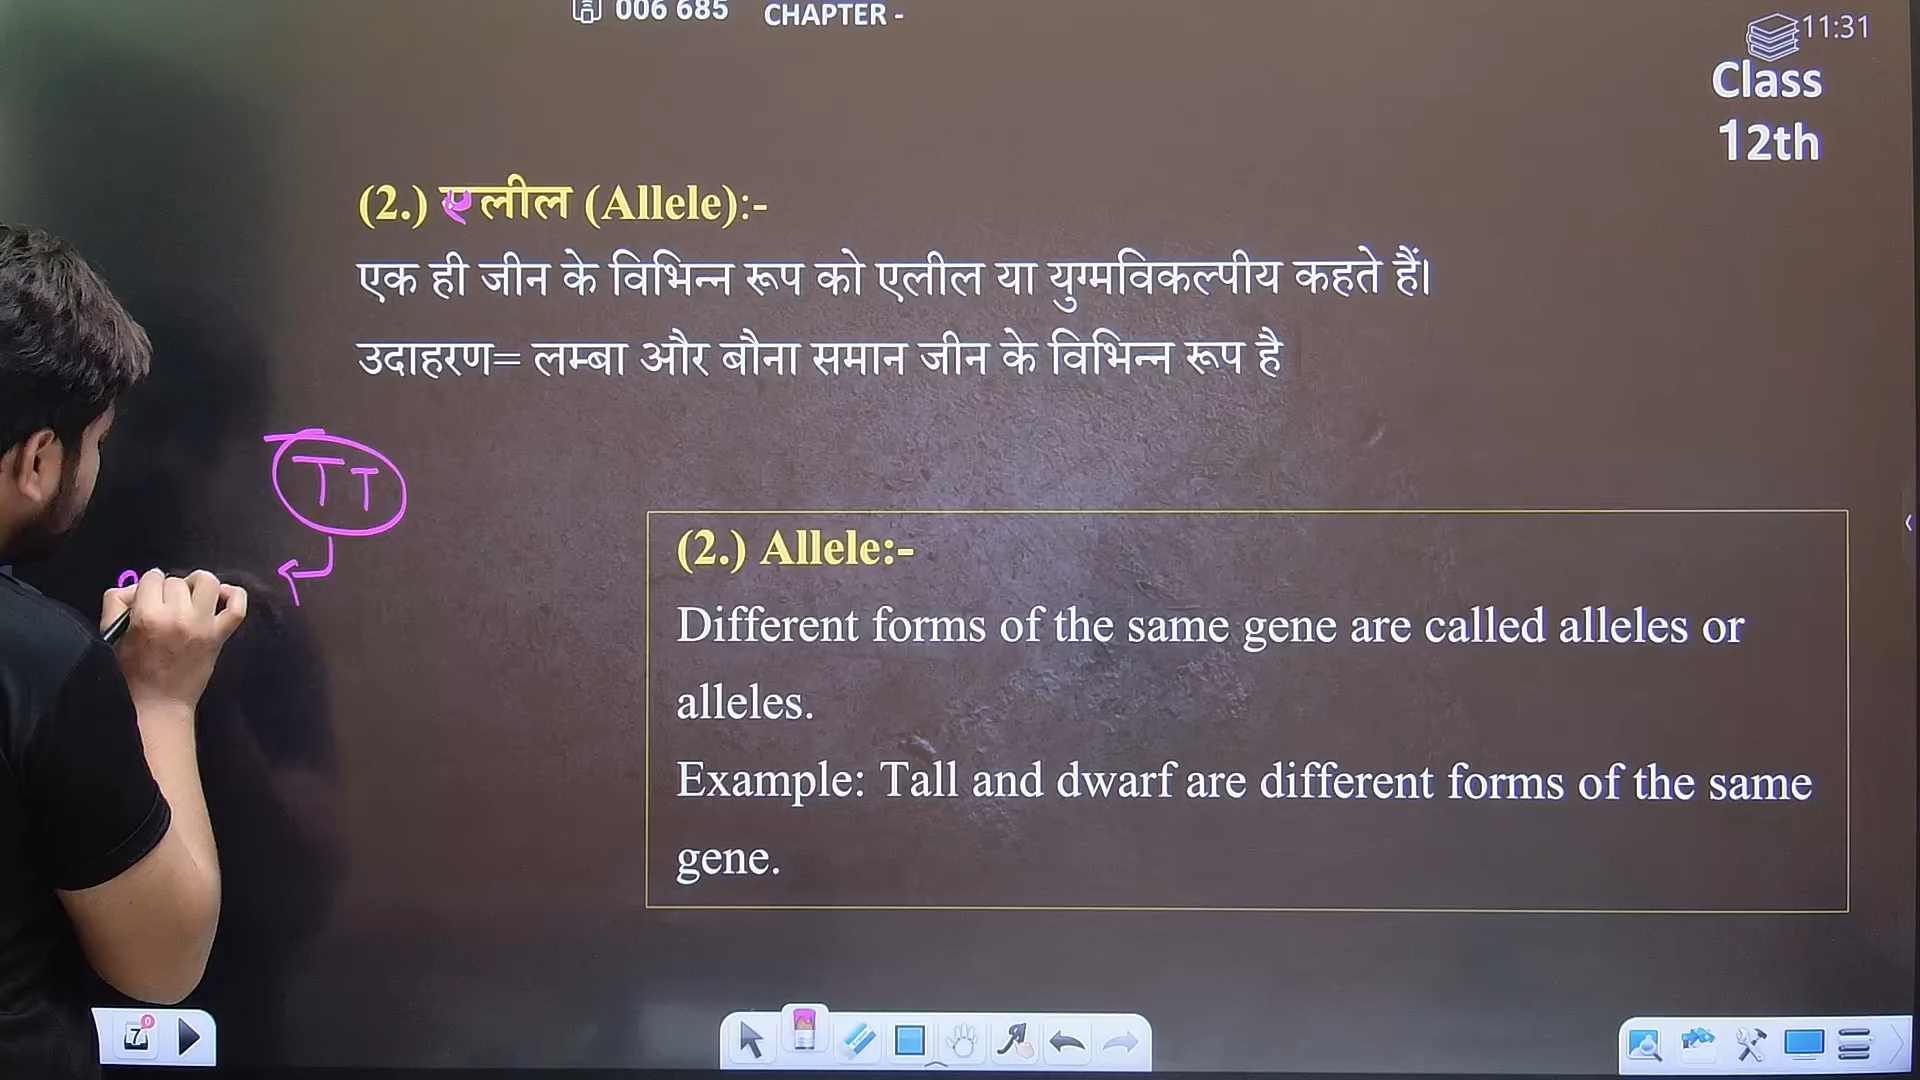 006 685 CHAPTER -
11:31
Class
12th
(2.) एलील (Allele):-
एक ही जीन के विभिन्न रूप को एलील या युग्मविकल्पीय कहते हैं।
उदाहरण= लम्बा और बौना समान जीन के विभिन्न रूप है
TT
(2.) Allele:-
Different forms of the same gene are called alleles or
alleles.
Example: Tall and dwarf are different forms of the same
gene.
7 0